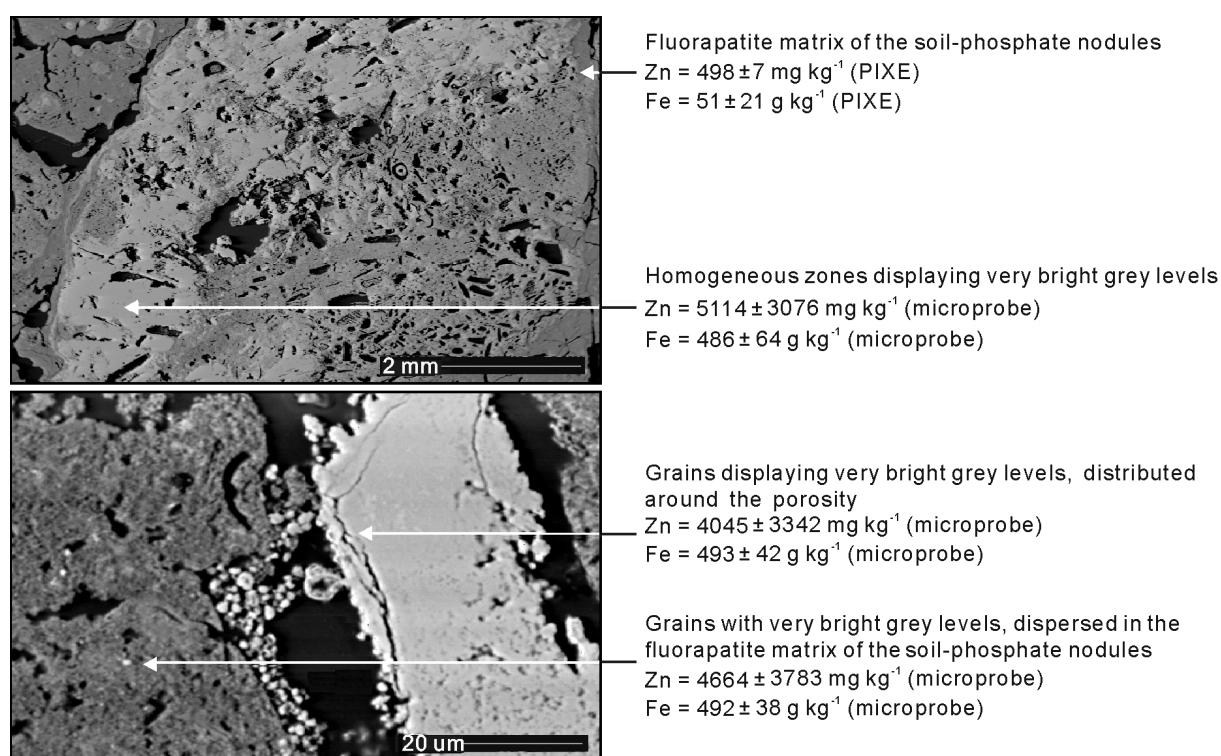 Fluorapatite matrix of the soil-phosphate nodules
Zn = 498±7 mg kg⁻¹ (PIXE)
Fe = 51±21 g kg⁻¹ (PIXE)
Homogeneous zones displaying very bright grey levels
Zn = 5114±3076 mg kg⁻¹ (microprobe)
Fe = 486±64 g kg⁻¹ (microprobe)
2 mm
Grains displaying very bright grey levels, distributed
around the porosity
Zn = 4045±3342 mg kg⁻¹ (microprobe)
Fe = 493±42 g kg⁻¹ (microprobe)
Grains with very bright grey levels, dispersed in the
fluorapatite matrix of the soil-phosphate nodules
Zn = 4664±3783 mg kg⁻¹ (microprobe)
Fe = 492±38 g kg⁻¹ (microprobe)
20 um